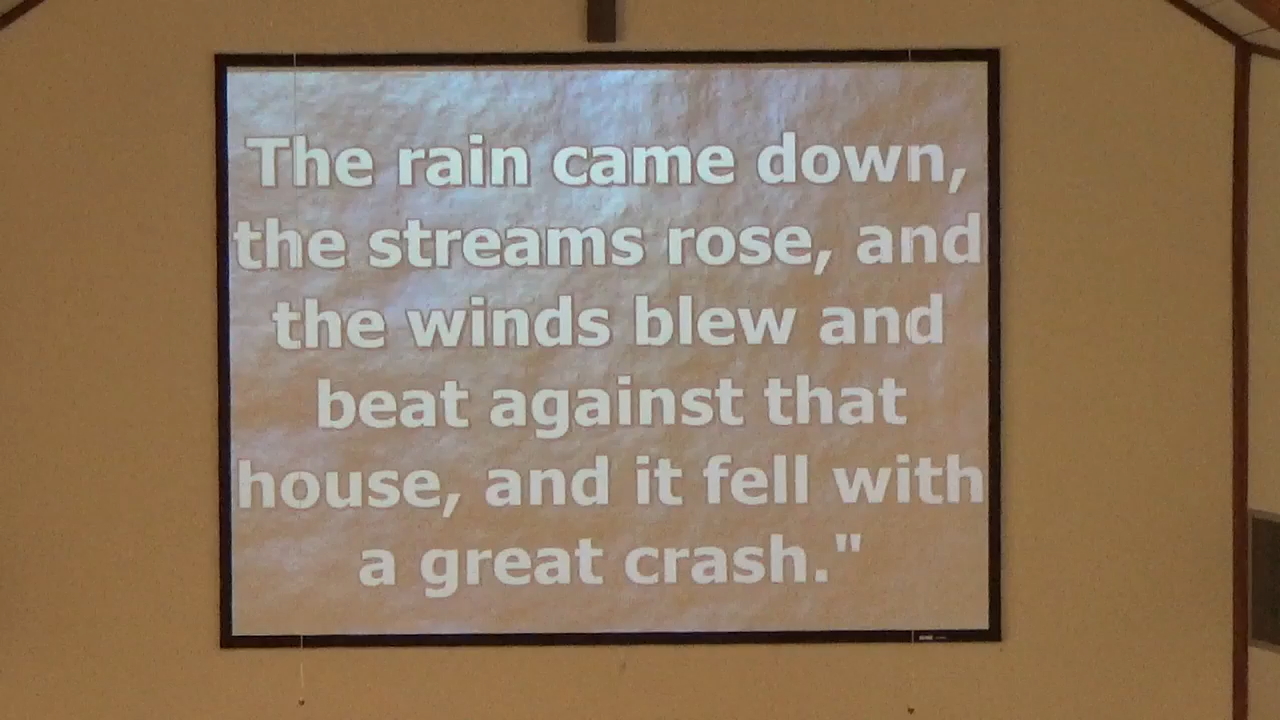 The rain came down,
the streams rose, and
the winds blew and
beat against that
house, and it fell with
a great crash."